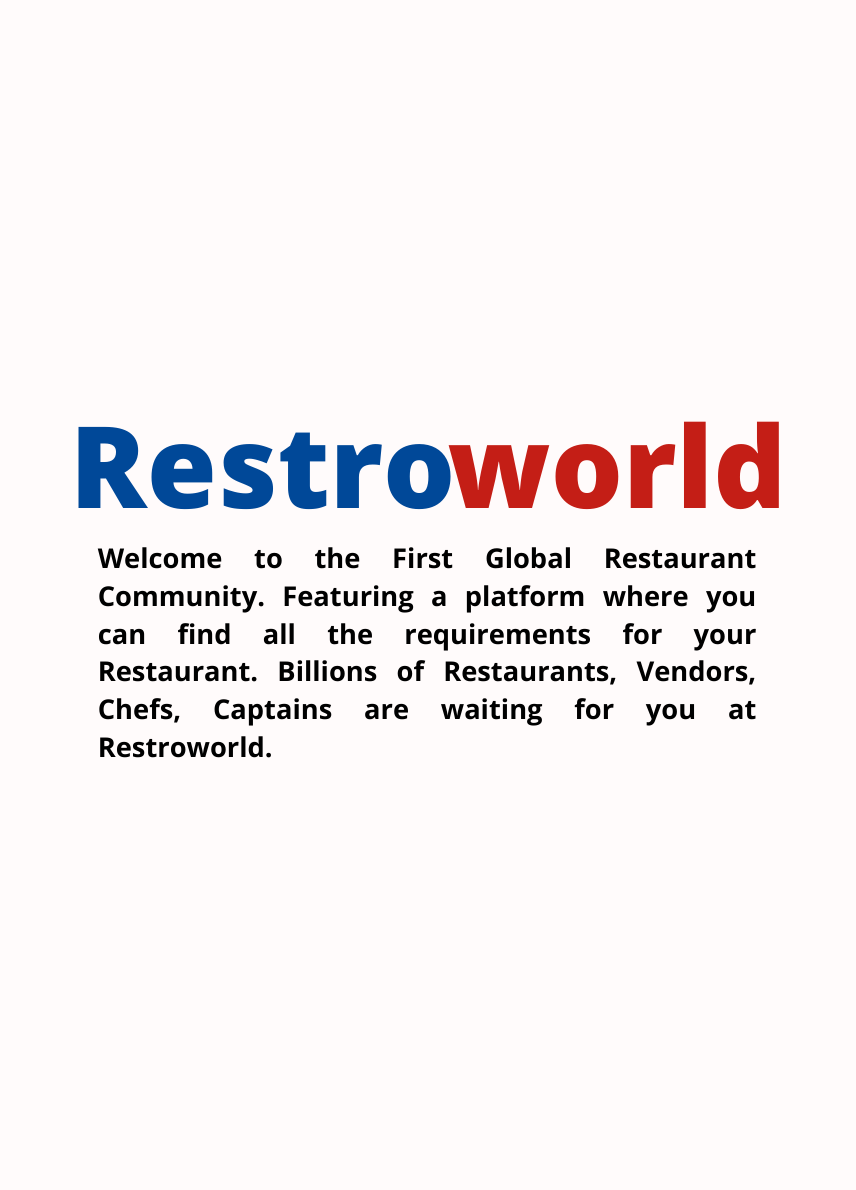 Restroworld
Welcome to the First Global Restaurant
Community. Featuring a platform where you
can find all the requirements for your
Restaurant. Billions of Restaurants, Vendors,
Chefs, Captains are waiting for you at
Restroworld.